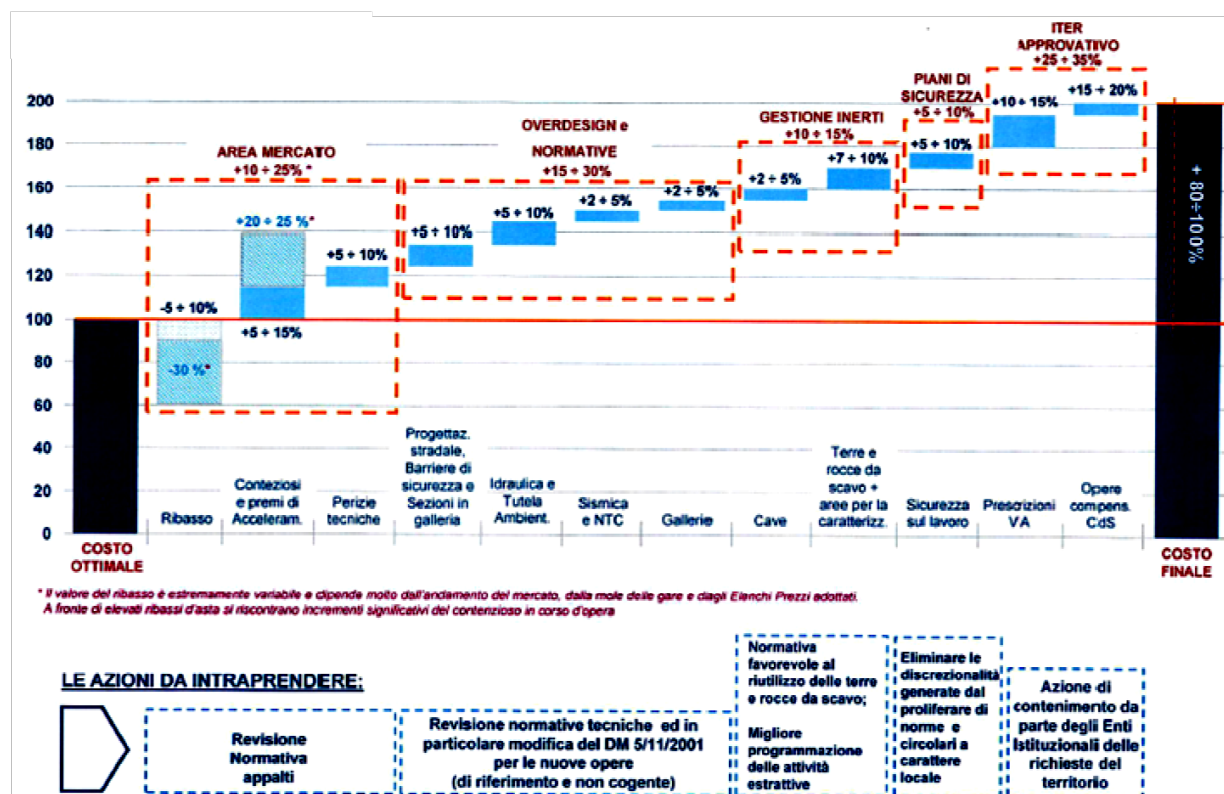 ITER
APPROVATIVO
+25 ÷ 35%
PIANI DI
SICUREZZA
+5 ÷ 10%
GESTIONE INERTI
+10 ÷ 15%
OVERDESIGN e
NORMATIVE
+15 ÷ 30%
AREA MERCATO
+10 ÷ 25% *
200
180
160
140
120
100
80
60
40
20
0
-5 ÷ 10%
-30 %*
+20 ÷ 25 %*
+5 ÷ 15%
+5 ÷ 10%
+5 ÷ 10%
+5 ÷ 10%
+2 ÷ 5%
+2 ÷ 5%
+2 ÷ 5%
+7 ÷ 10%
+5 ÷ 10%
+10 ÷ 15%
+15 ÷ 20%
+ 80÷100%
COSTO
OTTIMALE
Ribasso
Conteziosi
e premi di
Acceleram.
Perizie
tecniche
Progettaz.
stradale,
Barriere di
sicurezza e
Sezioni in
galleria
Idraulica e
Tutela
Ambient.
Sismica
e NTC
Gallerie
Cave
Terre e
rocce da
scavo +
aree per la
caratterizz.
Sicurezza
sul lavoro
Prescrizioni
VA
Opere
compens.
CdS
COSTO
FINALE
* Il valore del ribasso è estremamente variabile e dipende molto dall'andamento del mercato, dalla mole delle gare e dagli Elenchi Prezzi adottati.
A fronte di elevati ribassi d'asta si riscontrano incrementi significativi del contenzioso in corso d'opera
LE AZIONI DA INTRAPRENDERE:
Revisione
Normativa
appalti
Revisione normative tecniche ed in
particolare modifica del DM 5/11/2001
per le nuove opere
(di riferimento e non cogente)
Normativa
favorevole al
riutilizzo delle terre
e rocce da scavo;
Migliore
programmazione
delle attività
estrattive
Eliminare le
discrezionalità
generate dal
proliferare di
norme e
circolari a
carattere
locale
Azione di
contenimento da
parte degli Enti
Istituzionali delle
richieste del
territorio